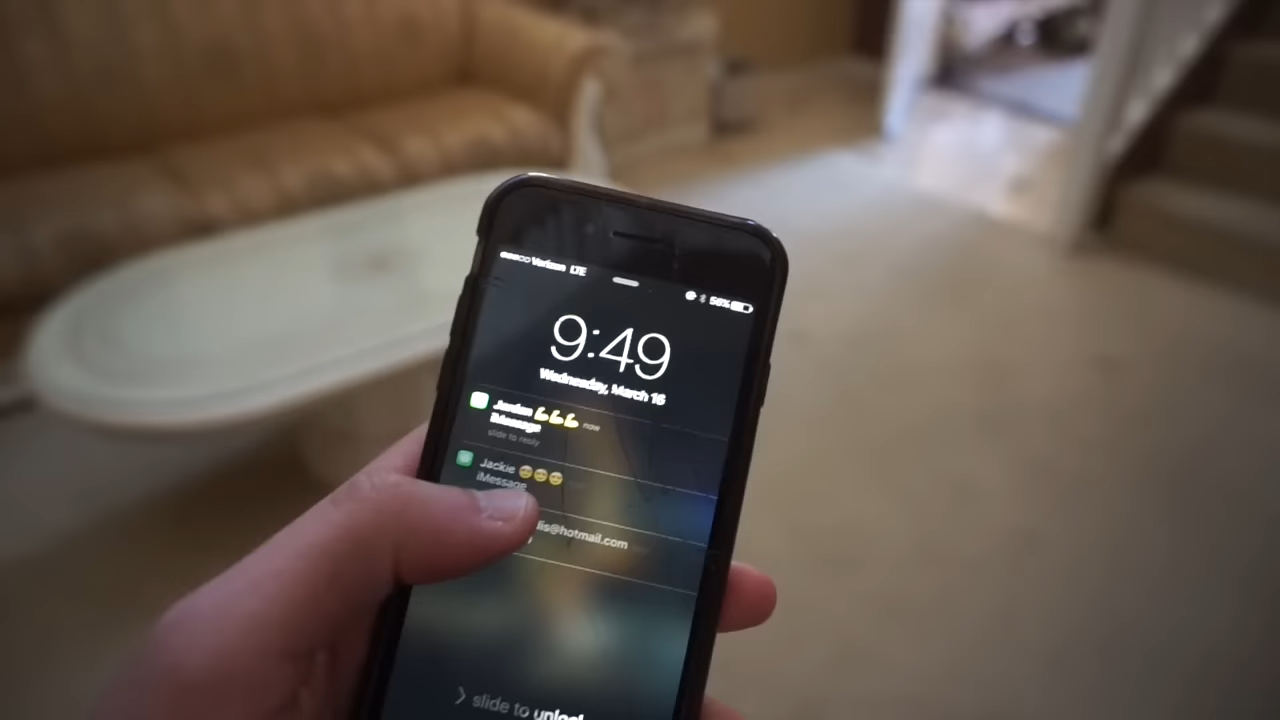 Verizon LTE
56%
9:49
Wednesday, March 16
Jordan 💪💪💪 now
iMessage
slide to reply
Jackie 😎😎😎
iMessage
lis@hotmail.com
slide to unlock